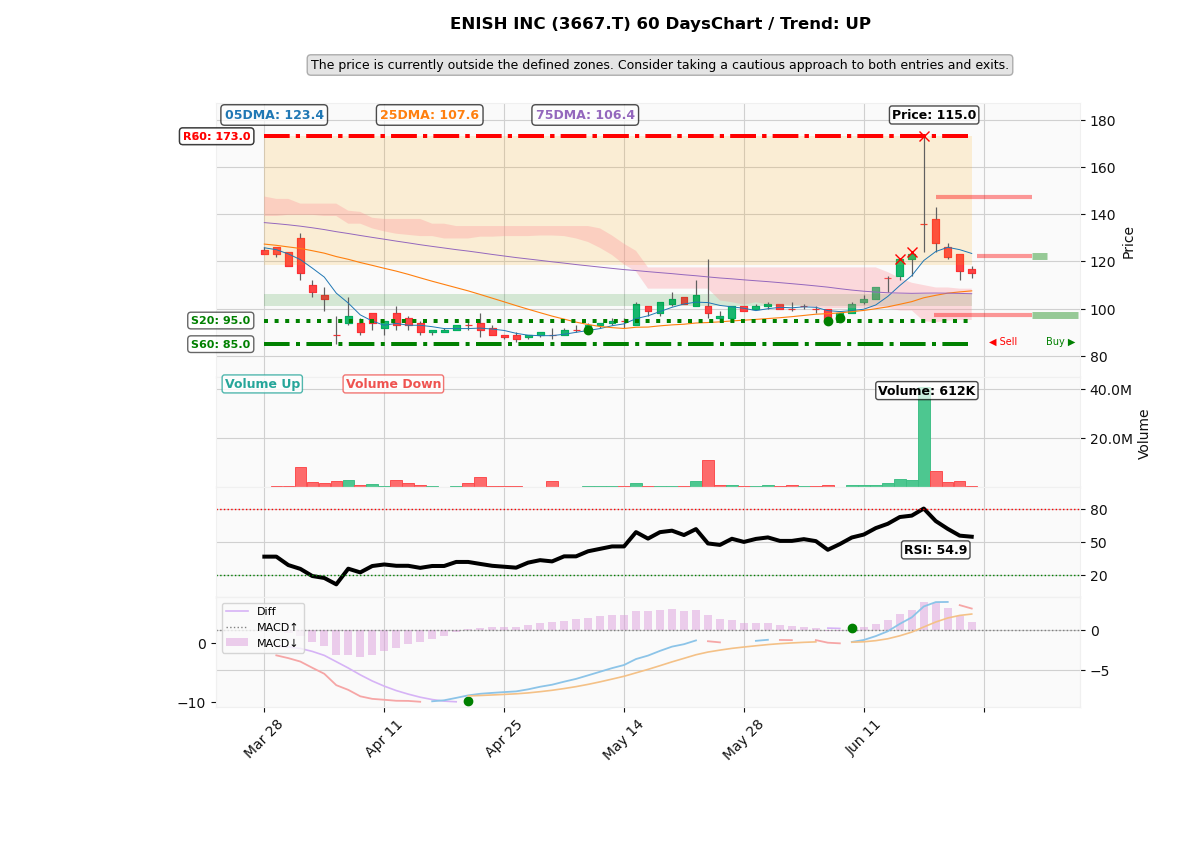 ENISH INC (3667.T) 60 DaysChart / Trend: UP
The price is currently outside the defined zones. Consider taking a cautious approach to both entries and exits.
05DMA: 123.4
25DMA: 107.6
75DMA: 106.4
Price: 115.0
R60: 173.0
S20: 95.0
S60: 85.0
180
160
140
120
100
80
Price
◀ Sell
Buy ▶
Volume Up
Volume Down
Volume: 612K
40.0M
20.0M
Volume
80
50
20
RSI: 54.9
Diff
MACD↑
MACD↓
0
−10
0
−5
Mar 28
Apr 11
Apr 25
May 14
May 28
Jun 11